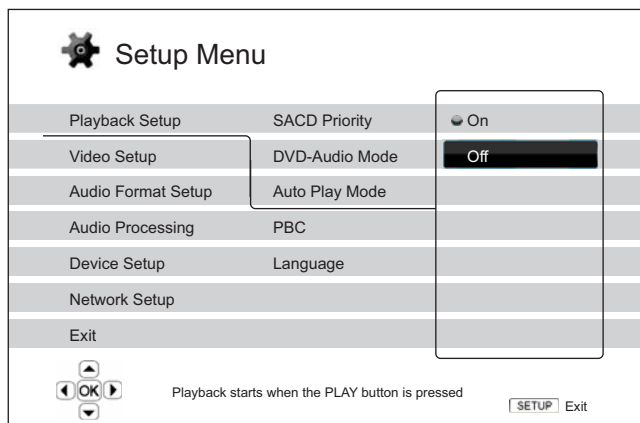 Setup Menu
Playback Setup SACD Priority On
Video Setup DVD-Audio Mode Off
Audio Format Setup Auto Play Mode
Audio Processing PBC
Device Setup Language
Network Setup
Exit
OK Playback starts when the PLAY button is pressed
SETUP Exit